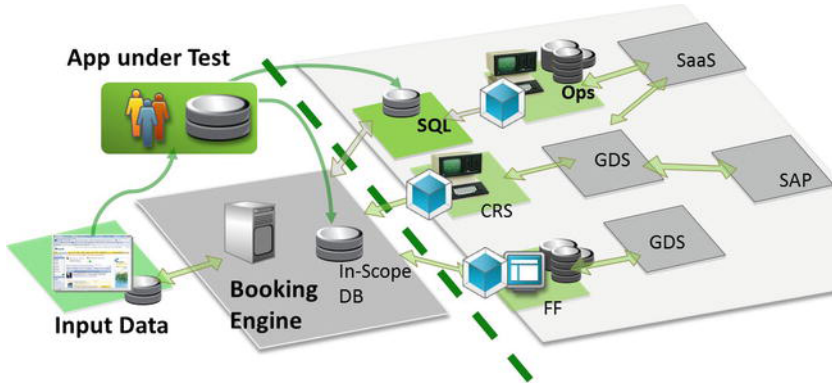 App under Test
SaaS
Ops
SQL
GDS
SAP
CRS
GDS
In-Scope
DB
Booking
Engine
FF
Input Data